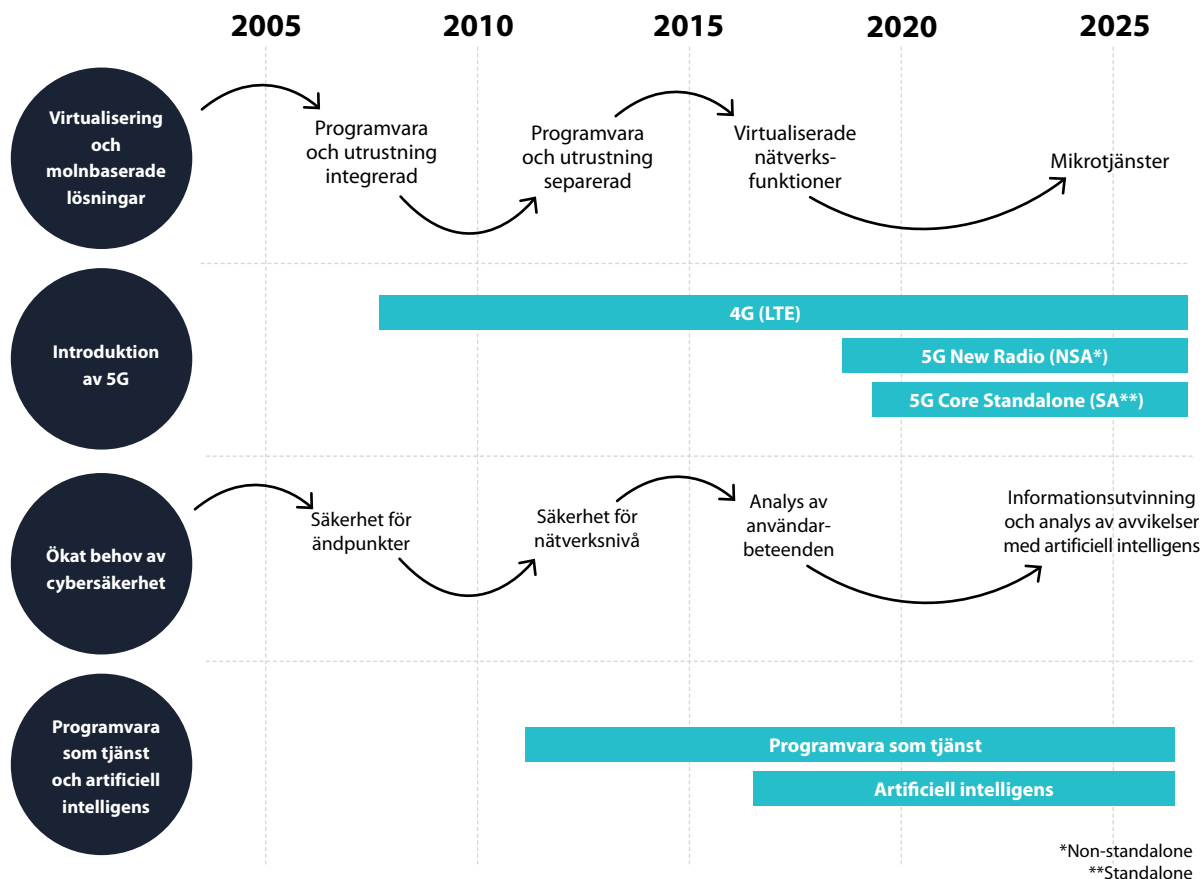 2005 2010 2015 2020 2025
Virtualisering
och
molnbaserade
lösningar
Programvara
och utrustning
integrerad
Programvara
och utrustning
separerad
Virtualiserade
nätverks-
funktioner
Mikrotjänster
Introduktion
av 5G
4G (LTE)
5G New Radio (NSA*)
5G Core Standalone (SA**)
Ökat behov av
cybersäkerhet
Säkerhet för
ändpunkter
Säkerhet för
nätverksnivå
Analys av
användar-
beteenden
Informationsutvinning
och analys av avvikelser
med artificiell intelligens
Programvara
som tjänst
och artificiell
intelligens
Programvara som tjänst
Artificiell intelligens
*Non-standalone
**Standalone